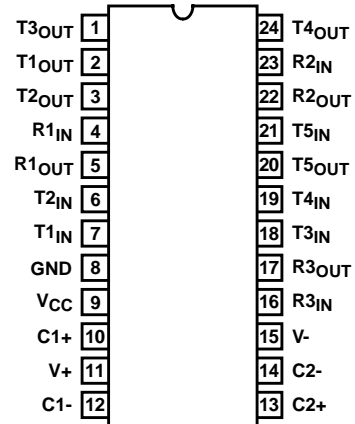 T3OUT 1 24 T4OUT
T1OUT 2 23 R2IN
T2OUT 3 22 R2OUT
R1IN 4 21 T5IN
R1OUT 5 20 T5OUT
T2IN 6 19 T4IN
T1IN 7 18 T3IN
GND 8 17 R3OUT
VCC 9 16 R3IN
C1+ 10 15 V-
V+ 11 14 C2-
C1- 12 13 C2+